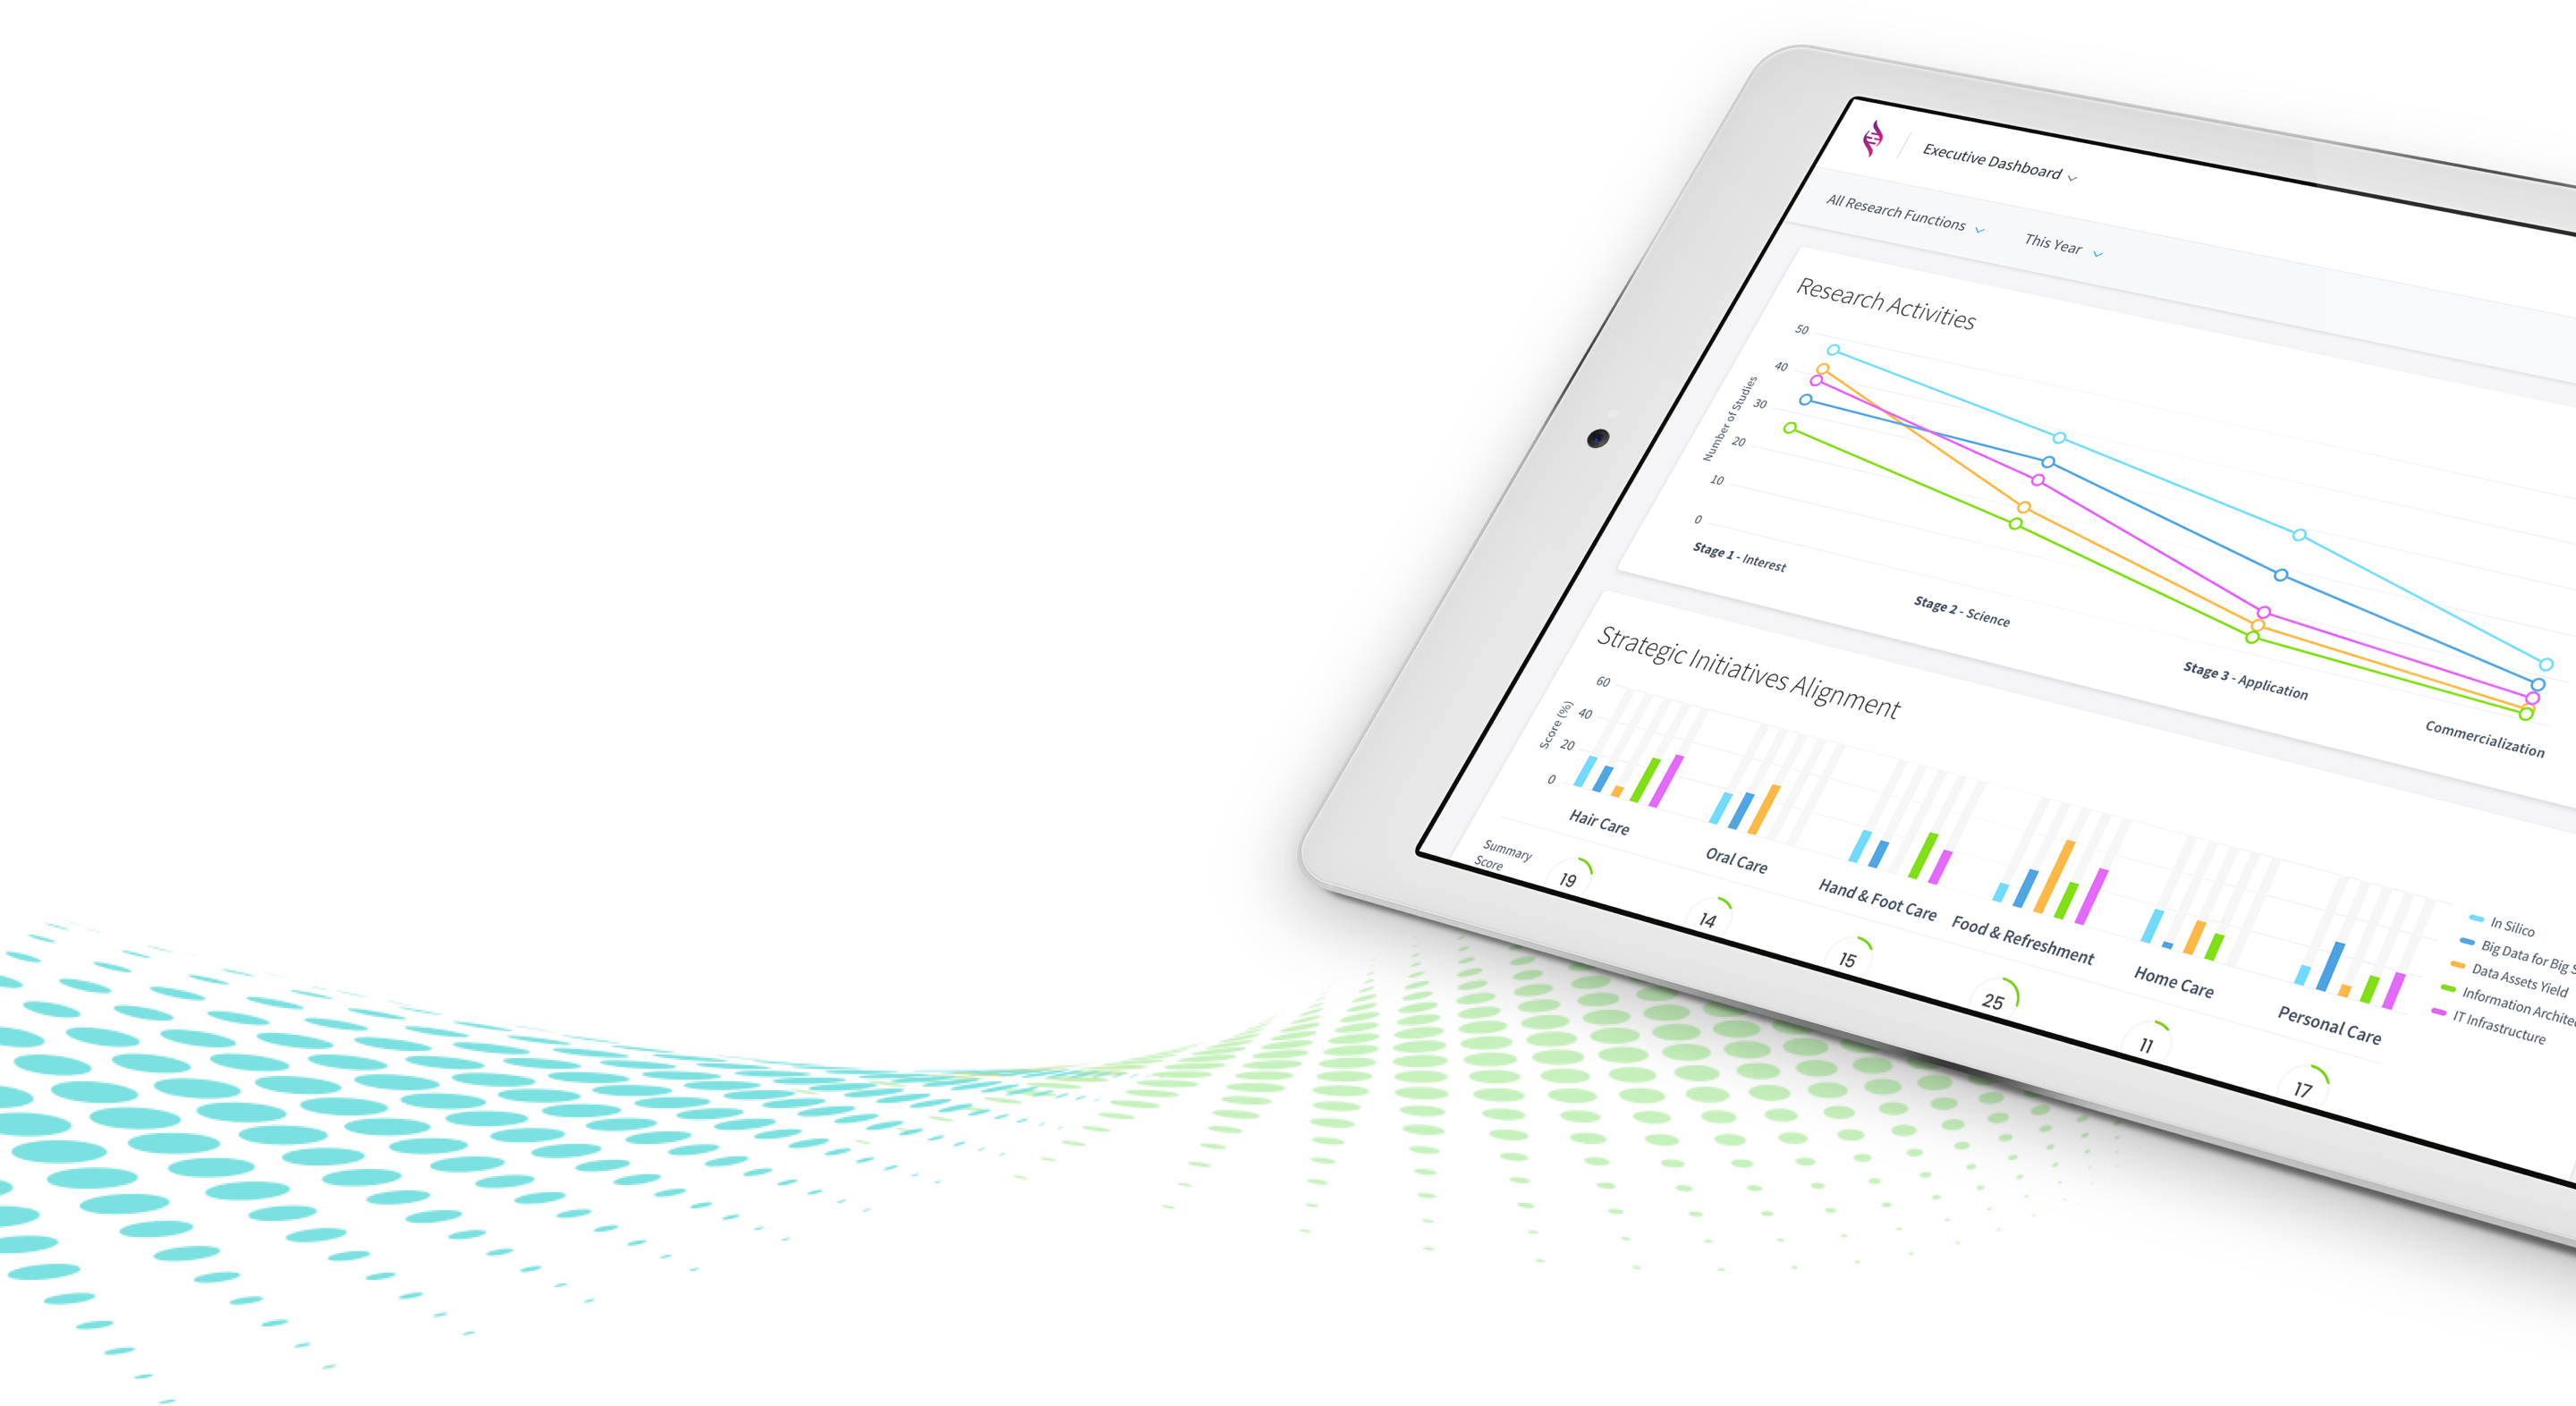 Executive Dashboard
All Research Functions
This Year
Research Activities
Number of Studies
50
40
30
20
10
0
Stage 1 - Interest
Stage 2 - Science
Stage 3 - Application
Commercialization
Strategic Initiatives Alignment
Score (%)
60
40
20
0
Hair Care
Oral Care
Hand & Foot Care
Food & Refreshment
Home Care
Personal Care
In Silico
Big Data for Big
Data Assets Yield
Information
IT Infrastructure
Summary
Score
19
14
15
25
11
17